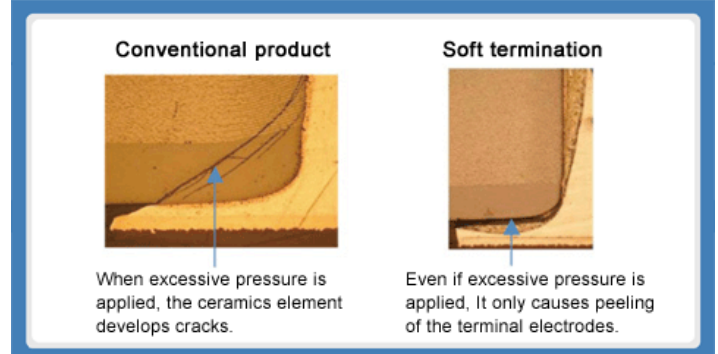 Conventional product
Soft termination
When excessive pressure is
applied, the ceramics element
develops cracks.
Even if excessive pressure is
applied, It only causes peeling
of the terminal electrodes.